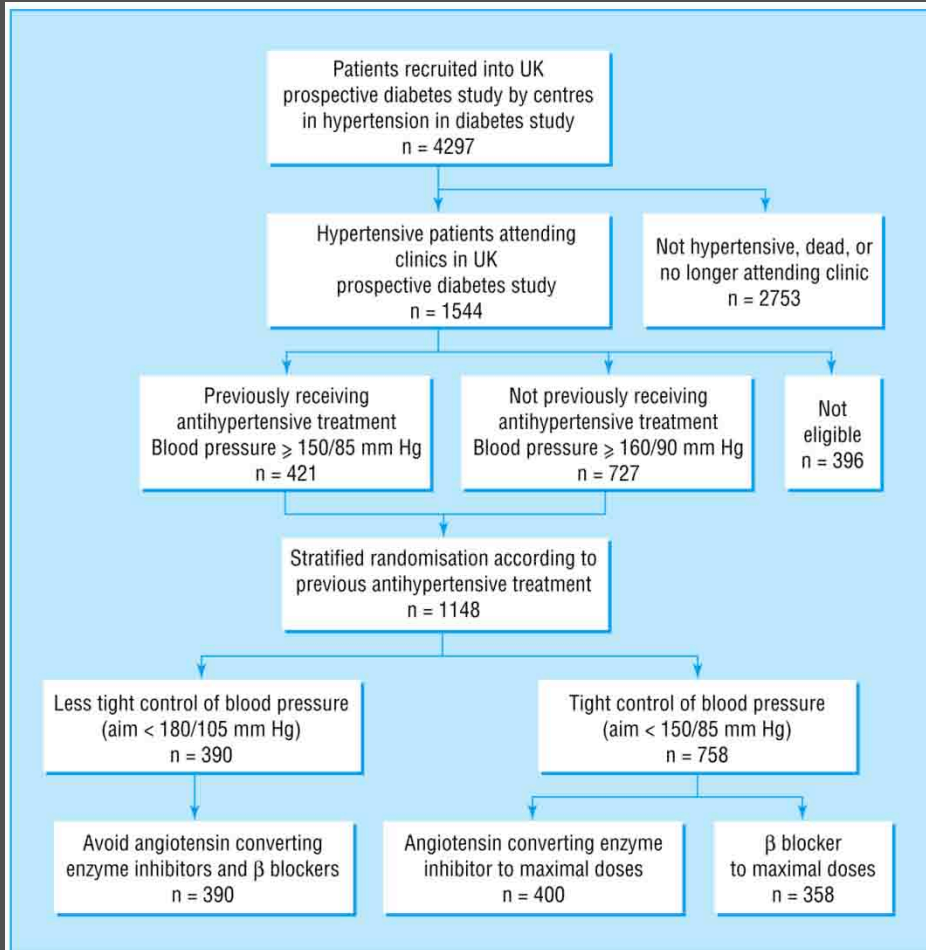 Patients recruited into UK
prospective diabetes study by centres
in hypertension in diabetes study
n = 4297
Hypertensive patients attending
clinics in UK
prospective diabetes study
n = 1544
Not hypertensive, dead, or
no longer attending clinic
n = 2753
Previously receiving
antihypertensive treatment
Blood pressure ⩾ 150/85 mm Hg
n = 421
Not previously receiving
antihypertensive treatment
Blood pressure ⩾ 160/90 mm Hg
n = 727
Not
eligible
n = 396
Stratified randomisation according to
previous antihypertensive treatment
n = 1148
Less tight control of blood pressure
(aim < 180/105 mm Hg)
n = 390
Tight control of blood pressure
(aim < 150/85 mm Hg)
n = 758
Avoid angiotensin converting
enzyme inhibitors and β blockers
n = 390
Angiotensin converting enzyme
inhibitor to maximal doses
n = 400
β blocker
to maximal doses
n = 358